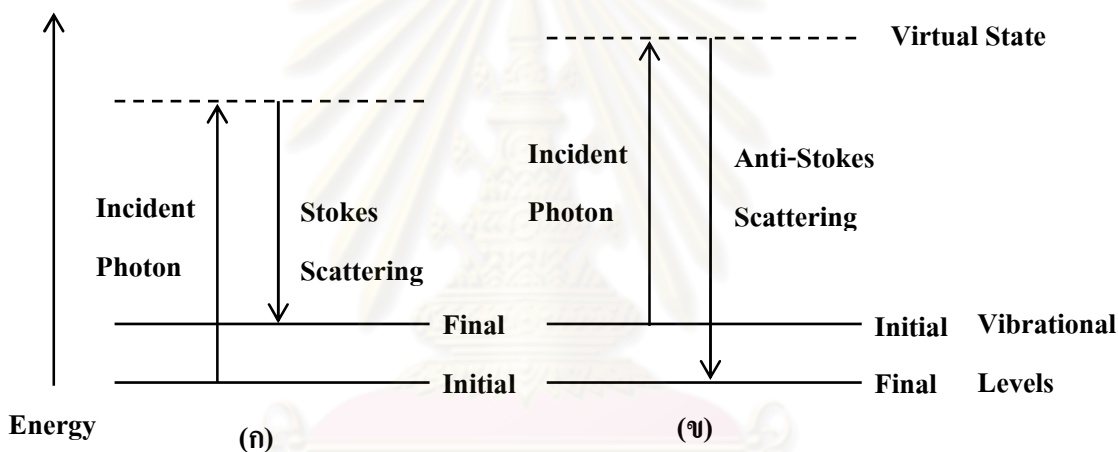 Virtual State
Incident
Photon
Anti-Stokes
Scattering
Incident
Photon
Stokes
Scattering
Final
Initial
Initial Vibrational
Final Levels
Energy
(ก)
(ข)